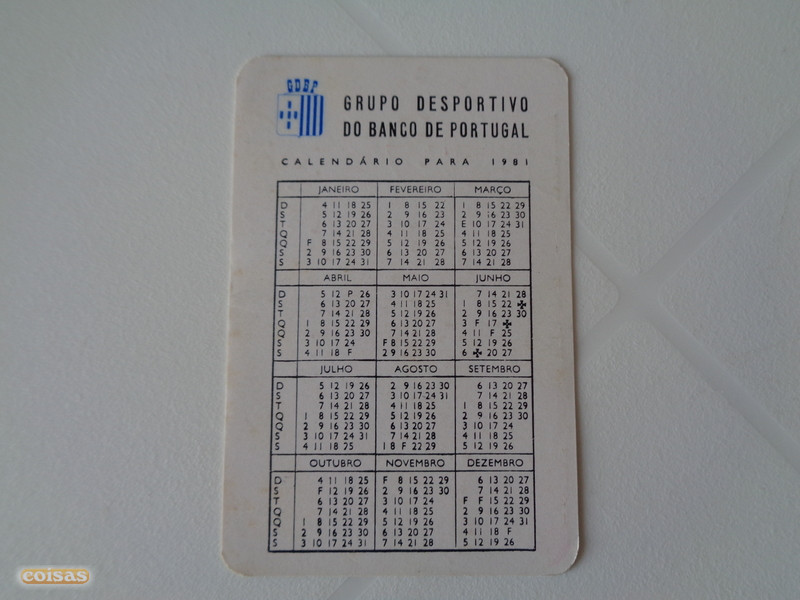 GDBP
GRUPO DESPORTIVO
DO BANCO DE PORTUGAL
CALENDÁRIO PARA 1981
JANEIRO FEVEREIRO MARÇO
D 4 11 18 25 1 8 15 22 1 8 15 22 29
S 5 12 19 26 2 9 16 23 2 9 16 23 30
T 6 13 20 27 3 10 17 24 E 10 17 24 31
Q 7 14 21 28 4 11 18 25 4 11 18 25
Q F 8 15 22 29 5 12 19 26 5 12 19 26
S 2 9 16 23 30 6 13 20 27 6 13 20 27
S 3 10 17 24 31 7 14 21 28 7 14 21 28
ABRIL MAIO JUNHO
D 5 12 P 26 3 10 17 24 31 7 14 21 28
S 6 13 20 27 4 11 18 25 1 8 15 22 ✠
T 7 14 21 28 5 12 19 26 2 9 16 23 30
Q 1 8 15 22 29 6 13 20 27 3 F 17 ✠
Q 2 9 16 23 30 7 14 21 28 4 11 F 25
S 3 10 17 24 F 8 15 22 29 5 12 19 26
S 4 11 18 F 2 9 16 23 30 6 ✠ 20 27
JULHO AGOSTO SETEMBRO
D 5 12 19 26 2 9 16 23 30 6 13 20 27
S 6 13 20 27 3 10 17 24 31 7 14 21 28
T 7 14 21 28 4 11 18 25 1 8 15 22 29
Q 1 8 15 22 29 5 12 19 26 2 9 16 23 30
Q 2 9 16 23 30 6 13 20 27 3 10 17 24
S 3 10 17 24 31 7 14 21 28 4 11 18 25
S 4 11 18 25 1 8 F 22 29 5 12 19 26
OUTUBRO NOVEMBRO DEZEMBRO
D 4 11 18 25 F 8 15 22 29 6 13 20 27
S F 12 19 26 2 9 16 23 30 7 14 21 28
T 6 13 20 27 3 10 17 24 F F 15 22 29
Q 7 14 21 28 4 11 18 25 2 9 16 23 30
Q 1 8 15 22 29 5 12 19 26 3 10 17 24 31
S 2 9 16 23 30 6 13 20 27 4 11 18 F
S 3 10 17 24 31 7 14 21 28 5 12 19 26
coisas